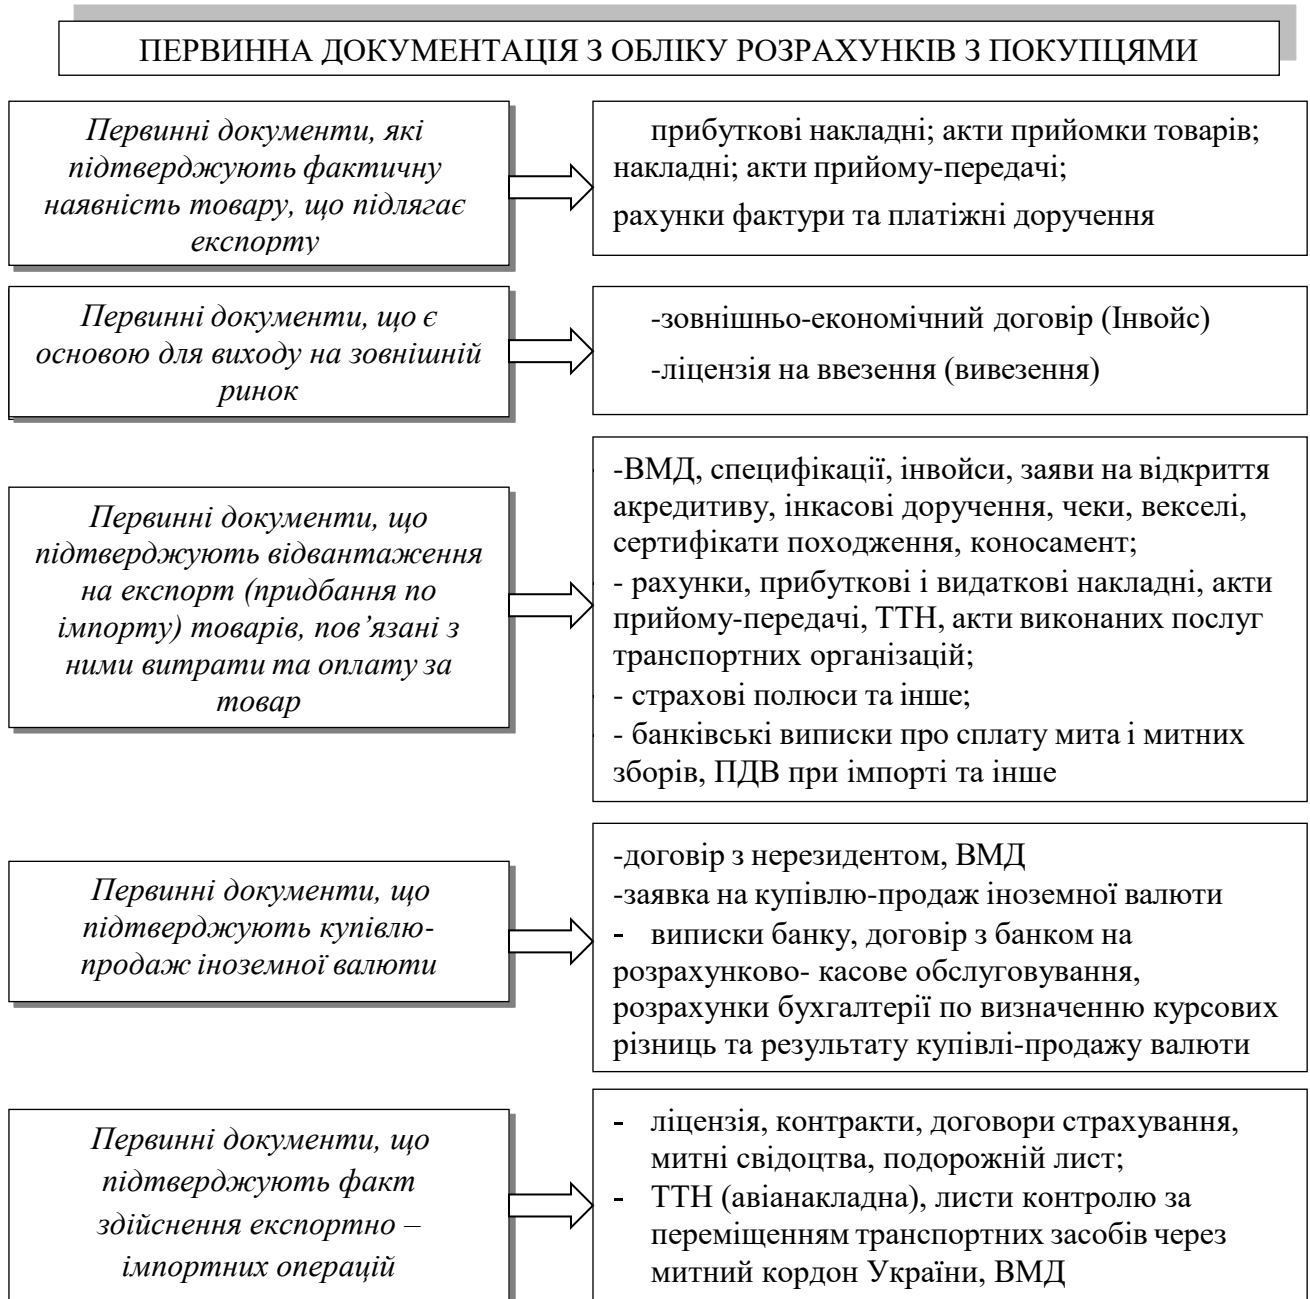 ПЕРВИННА ДОКУМЕНТАЦІЯ З ОБЛІКУ РОЗРАХУНКІВ З ПОКУПЦЯМИ
Первинні документи, які
підтверджують фактичну
наявність товару, що підлягає
експорту
прибуткові накладні; акти прийомки товарів;
накладні; акти прийому-передачі;
рахунки фактури та платіжні доручення
Первинні документи, що є
основою для виходу на зовнішній
ринок
-зовнішньо-економічний договір (Інвойс)
-ліцензія на ввезення (вивезення)
Первинні документи, що
підтверджують відвантаження
на експорт (придбання по
імпорту) товарів, пов’язані з
ними витрати та оплату за
товар
-ВМД, специфікації, інвойси, заяви на відкриття
акредитиву, інкасові доручення, чеки, векселі,
сертифікати походження, коносамент;
- рахунки, прибуткові і видаткові накладні, акти
прийому-передачі, ТТН, акти виконаних послуг
транспортних організацій;
- страхові полюси та інше;
- банківські виписки про сплату мита і митних
зборів, ПДВ при імпорті та інше
Первинні документи, що
підтверджують купівлю-
продаж іноземної валюти
-договір з нерезидентом, ВМД
-заявка на купівлю-продаж іноземної валюти
- виписки банку, договір з банком на
розрахунково- касове обслуговування,
розрахунки бухгалтерії по визначенню курсових
різниць та результату купівлі-продажу валюти
Первинні документи, що
підтверджують факт
здійснення експортно –
імпортних операцій
- ліцензія, контракти, договори страхування,
митні свідоцтва, подорожній лист;
- ТТН (авіанакладна), листи контролю за
переміщенням транспортних засобів через
митний кордон України, ВМД